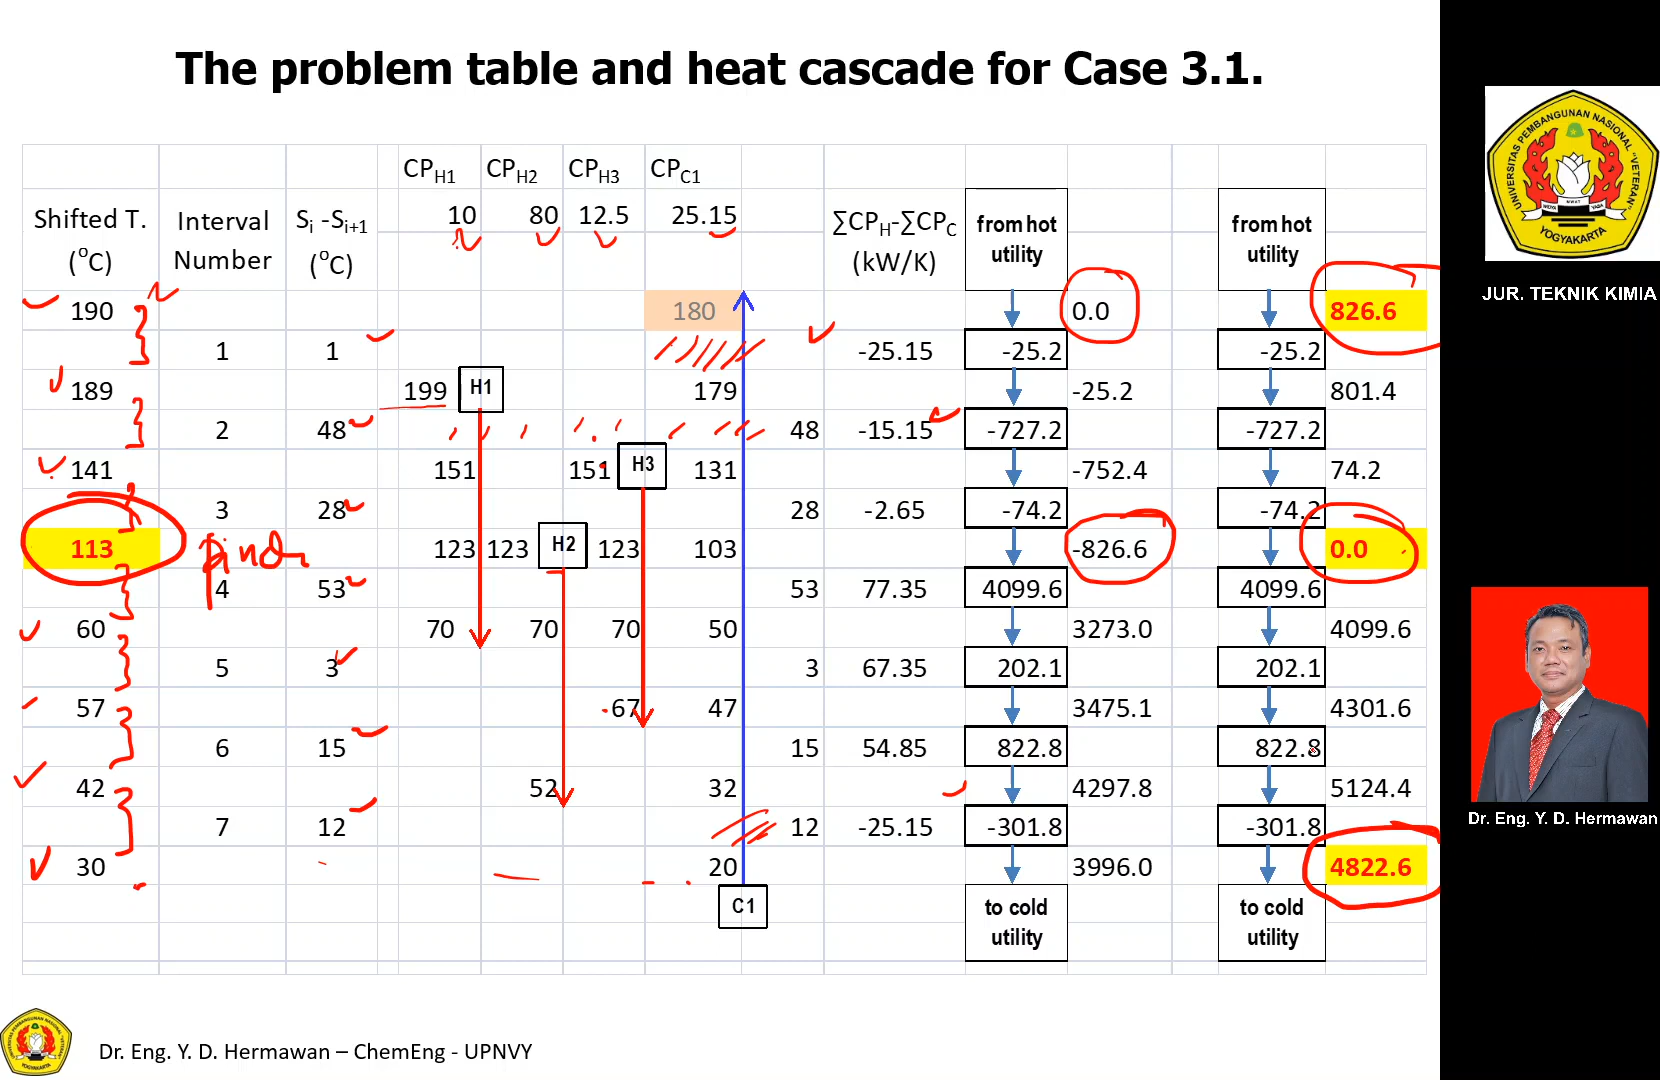 The problem table and heat cascade for Case 3.1.
CPH1 CPH2 CPH3 CPC1
Shifted T. (°C) Interval Number Si -Si+1 (°C) 10 80 12.5 25.15 ∑CPH-∑CPC (kW/K) from hot utility from hot utility
190 180 0.0 826.6
1 1 -25.15 -25.2 -25.2
189 199 H1 179 -25.2 801.4
2 48 48 -15.15 -727.2 -727.2
141 151 151 H3 131 -752.4 74.2
3 28 28 -2.65 -74.2 -74.2
113 pinch 123 123 H2 123 103 -826.6 0.0
4 53 53 77.35 4099.6 4099.6
60 70 70 70 50 3273.0 4099.6
5 3 3 67.35 202.1 202.1
57 67 47 3475.1 4301.6
6 15 15 54.85 822.8 822.8
42 52 32 4297.8 5124.4
7 12 12 -25.15 -301.8 -301.8
30 20 3996.0 4822.6
C1 to cold utility to cold utility
Dr. Eng. Y. D. Hermawan – ChemEng - UPNVY
UNIVERSITAS PEMBANGUNAN NASIONAL "VETERAN"
YOGYAKARTA
JUR. TEKNIK KIMIA
Dr. Eng. Y. D. Hermawan